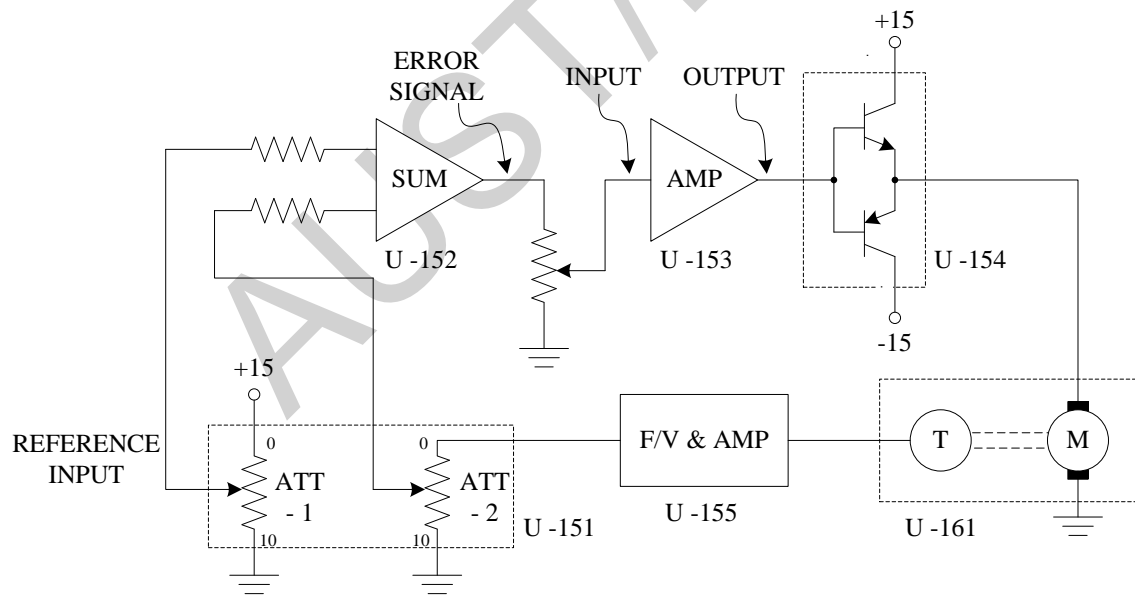 AUSTA
+15
ERROR
SIGNAL
INPUT
OUTPUT
SUM
AMP
U -152
U -153
U -154
-15
+15
REFERENCE
INPUT
0
ATT
- 1
10
0
ATT
- 2
10
U -151
F/V & AMP
U -155
T
M
U -161